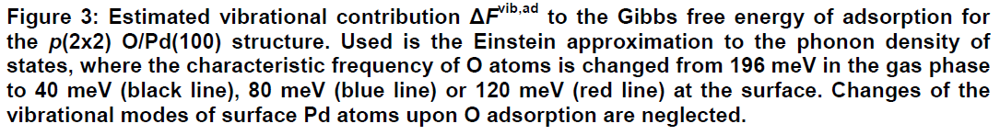 Figure 3: Estimated vibrational contribution ΔFvib,ad to the Gibbs free energy of adsorption for
the p(2x2) O/Pd(100) structure. Used is the Einstein approximation to the phonon density of
states, where the characteristic frequency of O atoms is changed from 196 meV in the gas phase
to 40 meV (black line), 80 meV (blue line) or 120 meV (red line) at the surface. Changes of the
vibrational modes of surface Pd atoms upon O adsorption are neglected.